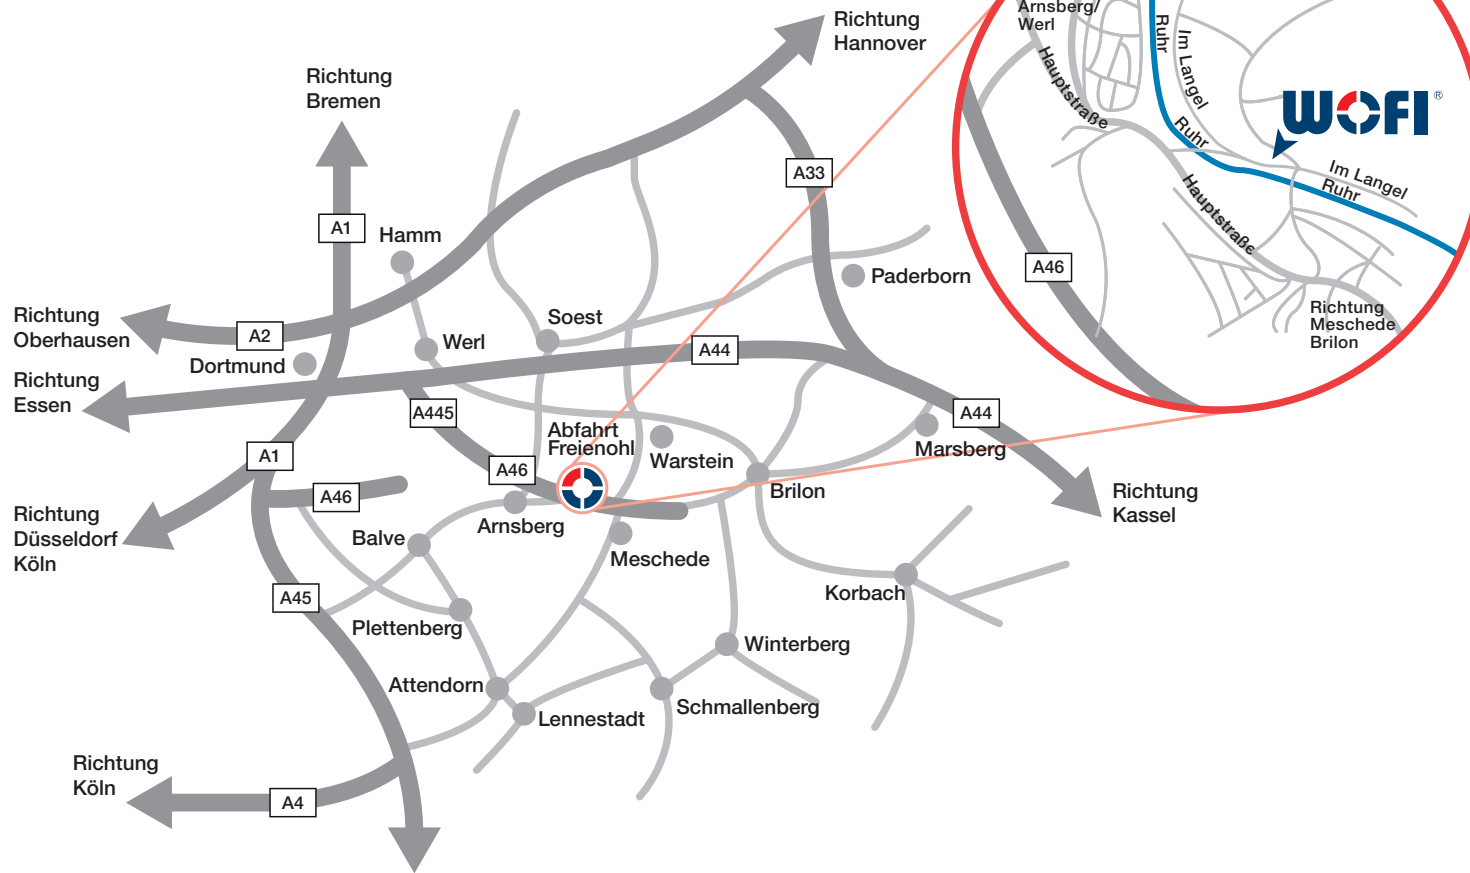 Richtung
Hannover
Arnsberg/
Werl
Ruhr
Im Langel
Hauptstraße
WOFI®
Ruhr
Im Langel
Ruhr
Hauptstraße
A46
Richtung
Meschede
Brilon
Richtung
Bremen
A33
A1
Hamm
Paderborn
Richtung
Oberhausen
A2
Soest
Werl
Dortmund
A44
Richtung
Essen
A445
A44
Abfahrt
Freienohl
Marsberg
A1
Warstein
A46
A46
Brilon
Richtung
Kassel
Richtung
Düsseldorf
Köln
Arnsberg
Balve
Meschede
A45
Korbach
Plettenberg
Winterberg
Attendorn
Schmallenberg
Lennestadt
Richtung
Köln
A4